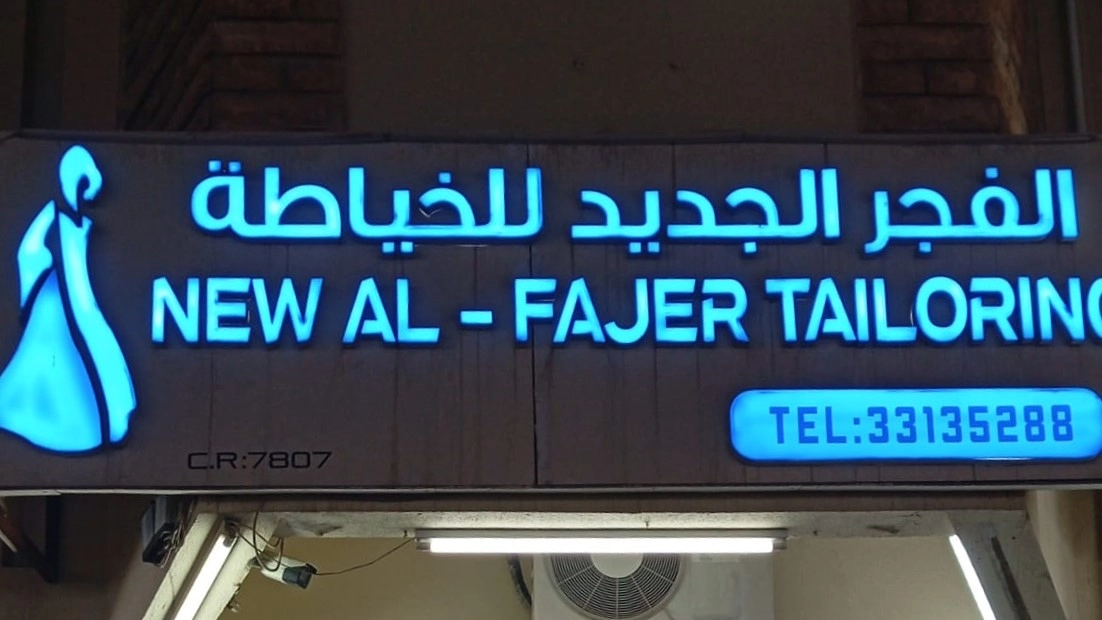 الفجر الجديد للخياطة
NEW AL - FAJER TAILORING
TEL:33135288
C.R:7807